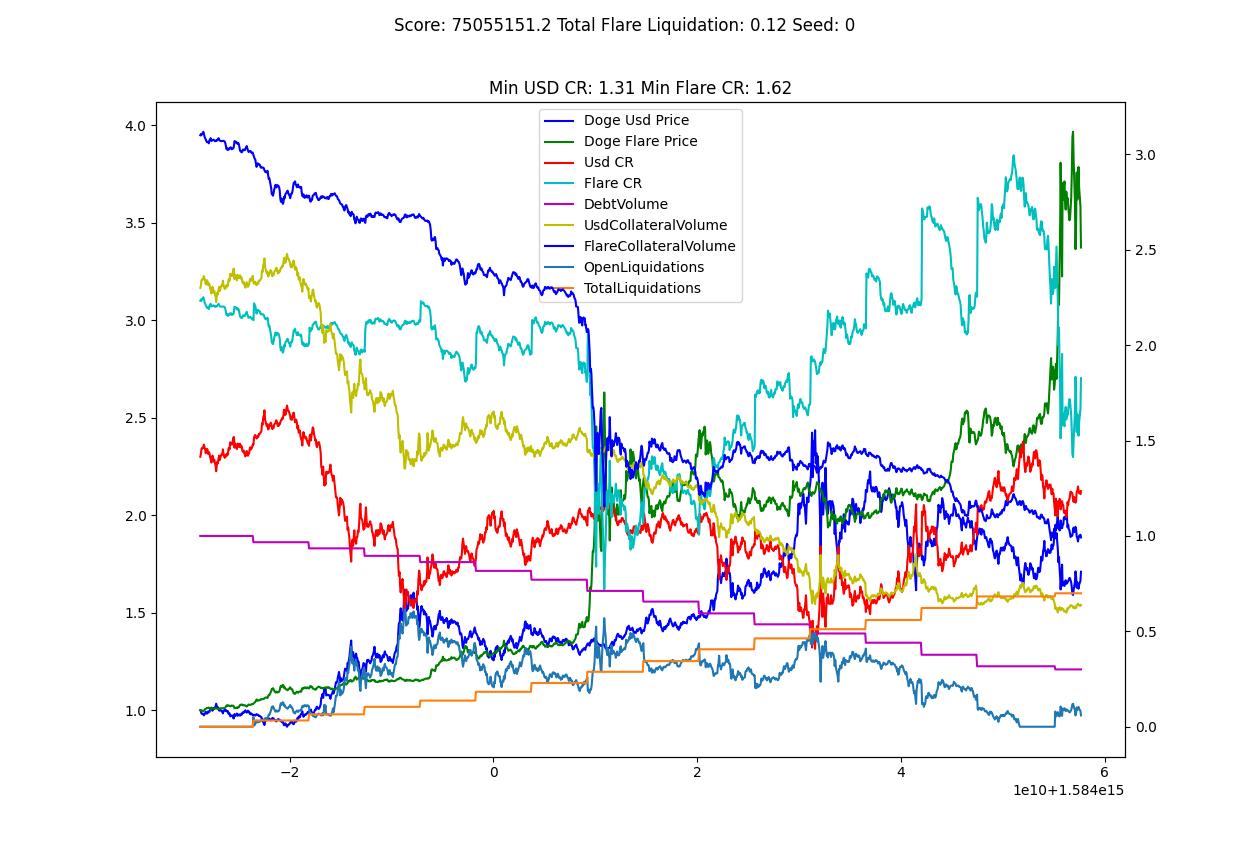 Score: 75055151.2 Total Flare Liquidation: 0.12 Seed: 0
Min USD CR: 1.31 Min Flare CR: 1.62
Doge Usd Price
Doge Flare Price
Usd CR
Flare CR
DebtVolume
UsdCollateralVolume
FlareCollateralVolume
OpenLiquidations
TotalLiquidations
4.0
3.5
3.0
2.5
2.0
1.5
1.0
3.0
2.5
2.0
1.5
1.0
0.5
0.0
−2
0
2
4
6
1e10+1.584e15